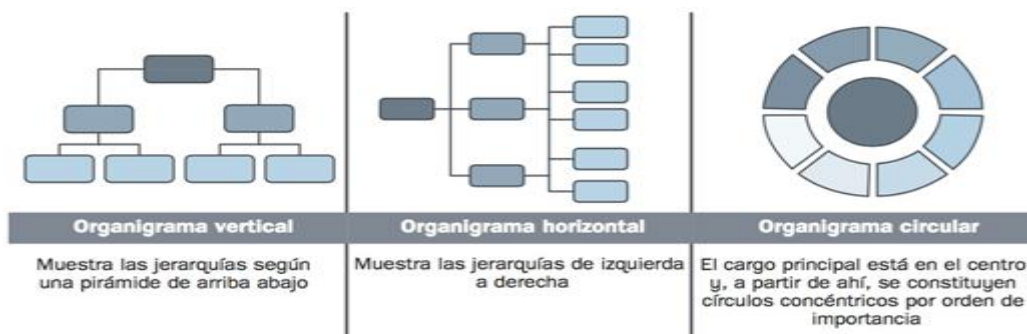 Organigrama vertical
Muestra las jerarquías según
una pirámide de arriba abajo
Organigrama horizontal
Muestra las jerarquías de izquierda
a derecha
Organigrama circular
El cargo principal está en el centro
y, a partir de ahí, se constituyen
círculos concéntricos por orden de
importancia